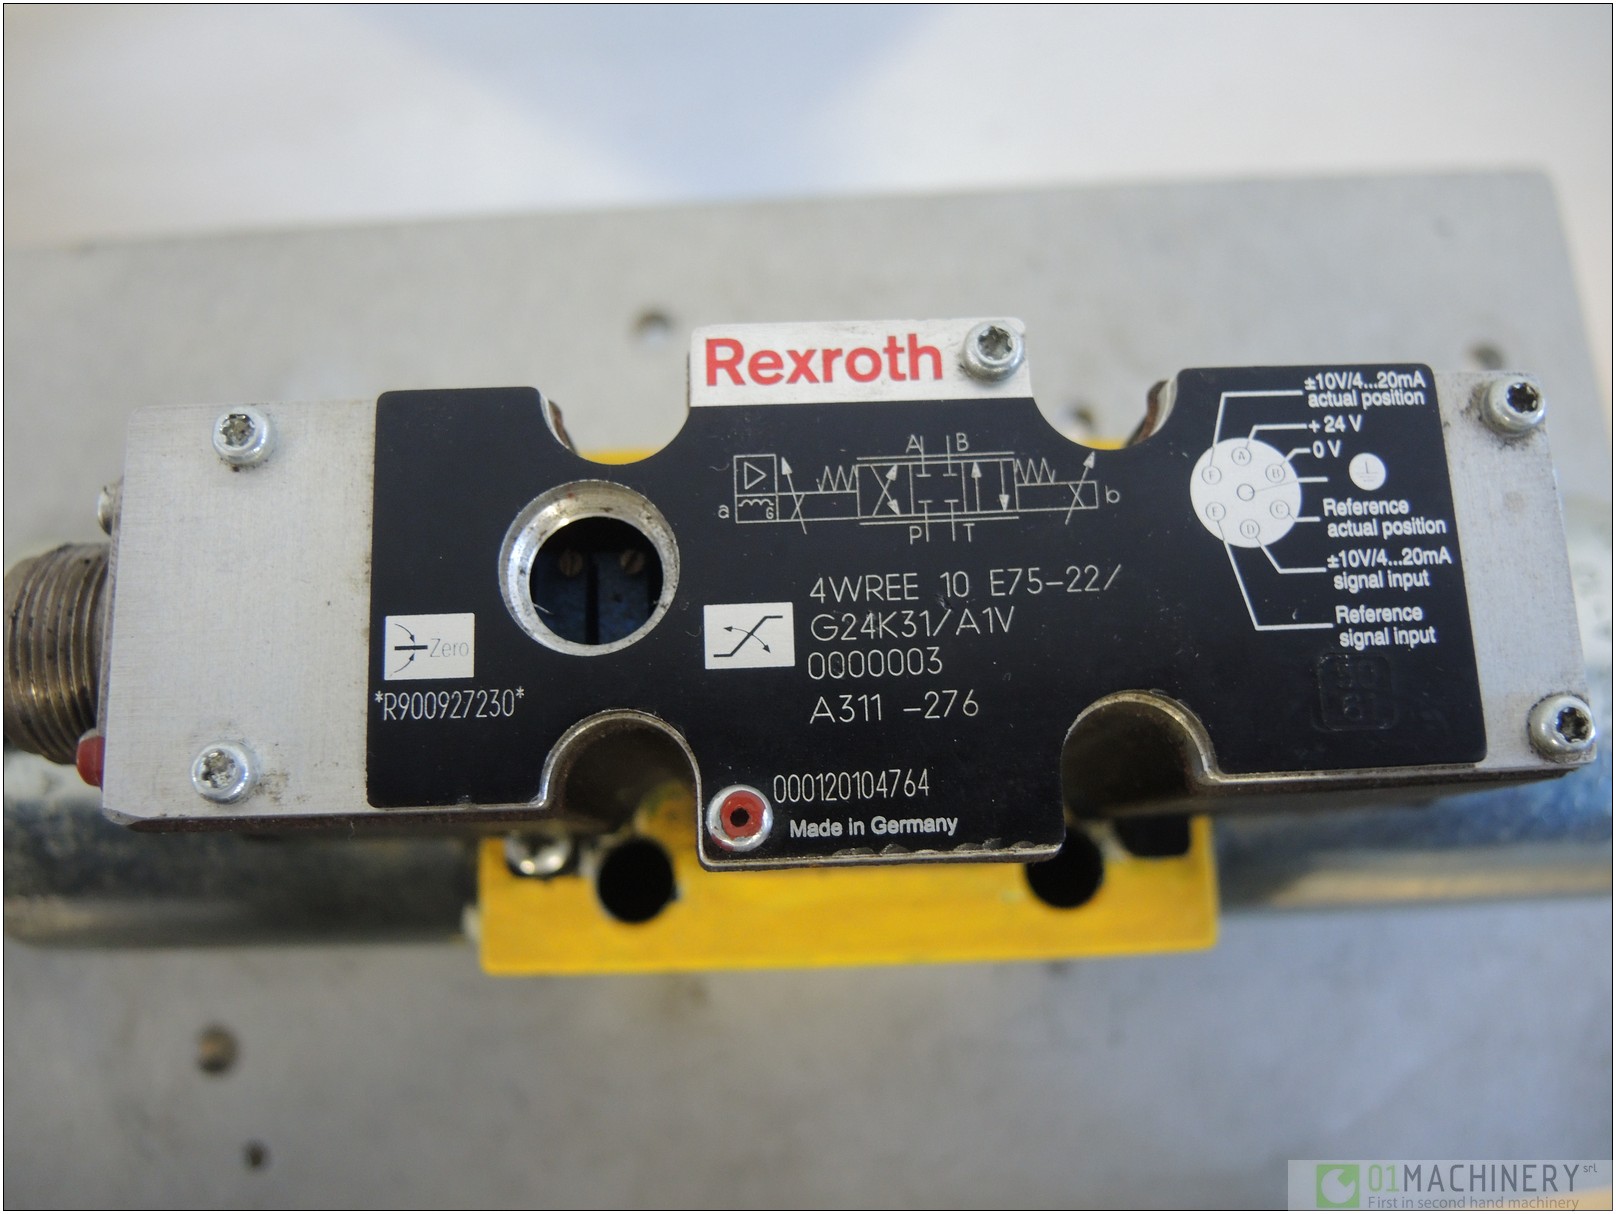 Rexroth
A B
a b
G
P T
4WREE 10 E75-22/
G24K31/A1V
0000003
A311 -276
Zero
*R900927230*
000120104764
Made in Germany
±10V/4...20mA
actual position
+ 24 V
0 V
A
B
C
D
E
F
Reference
actual position
±10V/4...20mA
signal input
Reference
signal input
01MACHINERY srl
First in second hand machinery